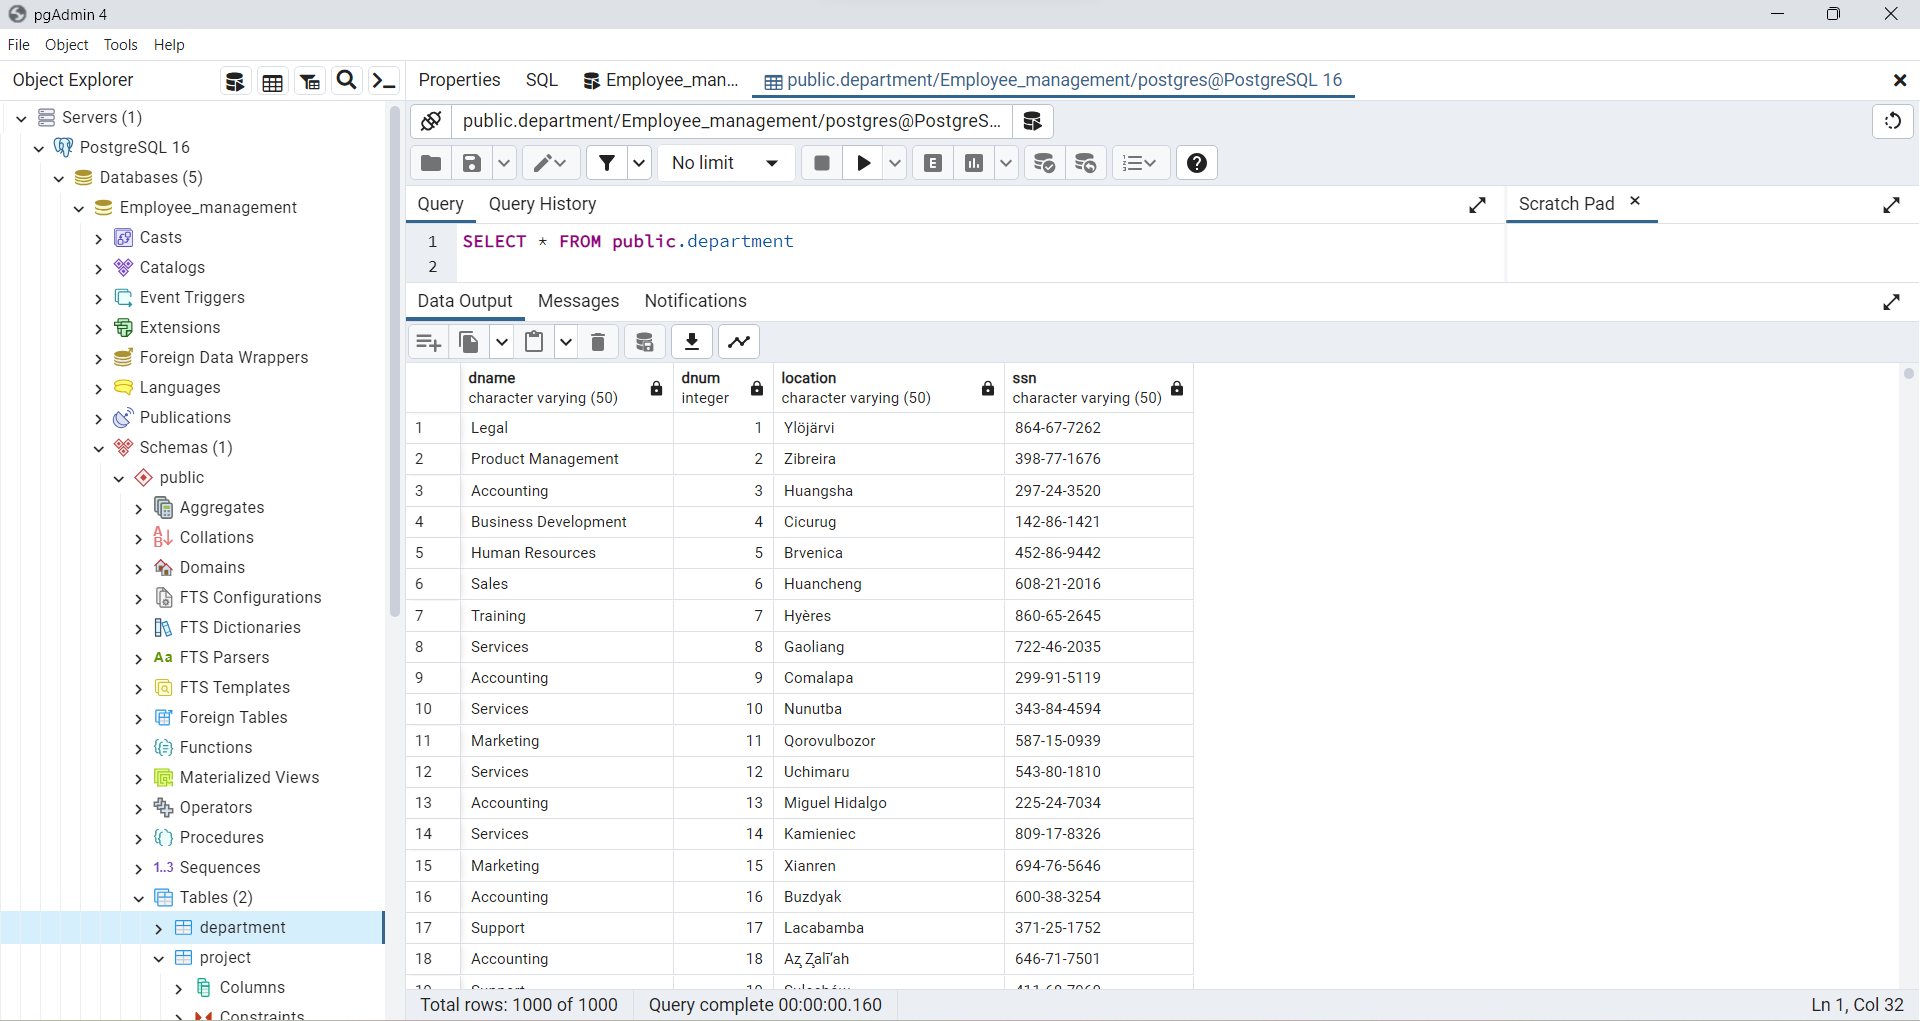 pgAdmin 4
File Object Tools Help
Object Explorer
Properties SQL Employee_man... public.department/Employee_management/postgres@PostgreSQL 16
Servers (1)
PostgreSQL 16
Databases (5)
Employee_management
Casts
Catalogs
Event Triggers
Extensions
Foreign Data Wrappers
Languages
Publications
Schemas (1)
public
Aggregates
Collations
Domains
FTS Configurations
FTS Dictionaries
Aa FTS Parsers
FTS Templates
Foreign Tables
Functions
Materialized Views
Operators
Procedures
1..3 Sequences
Tables (2)
department
project
Columns
Constraints
public.department/Employee_management/postgres@PostgreS...
No limit
E
Query Query History
Scratch Pad
1 SELECT * FROM public.department
2
Data Output Messages Notifications
dname character varying (50) dnum integer location character varying (50) ssn character varying (50)
1 Legal 1 Ylöjärvi 864-67-7262
2 Product Management 2 Zibreira 398-77-1676
3 Accounting 3 Huangsha 297-24-3520
4 Business Development 4 Cicurug 142-86-1421
5 Human Resources 5 Brvenica 452-86-9442
6 Sales 6 Huancheng 608-21-2016
7 Training 7 Hyères 860-65-2645
8 Services 8 Gaoliang 722-46-2035
9 Accounting 9 Comalapa 299-91-5119
10 Services 10 Nunutba 343-84-4594
11 Marketing 11 Qorovulbozor 587-15-0939
12 Services 12 Uchimaru 543-80-1810
13 Accounting 13 Miguel Hidalgo 225-24-7034
14 Services 14 Kamieniec 809-17-8326
15 Marketing 15 Xianren 694-76-5646
16 Accounting 16 Buzdyak 600-38-3254
17 Support 17 Lacabamba 371-25-1752
18 Accounting 18 Az̧ Z̧alī‘ah 646-71-7501
Total rows: 1000 of 1000 Query complete 00:00:00.160
Ln 1, Col 32